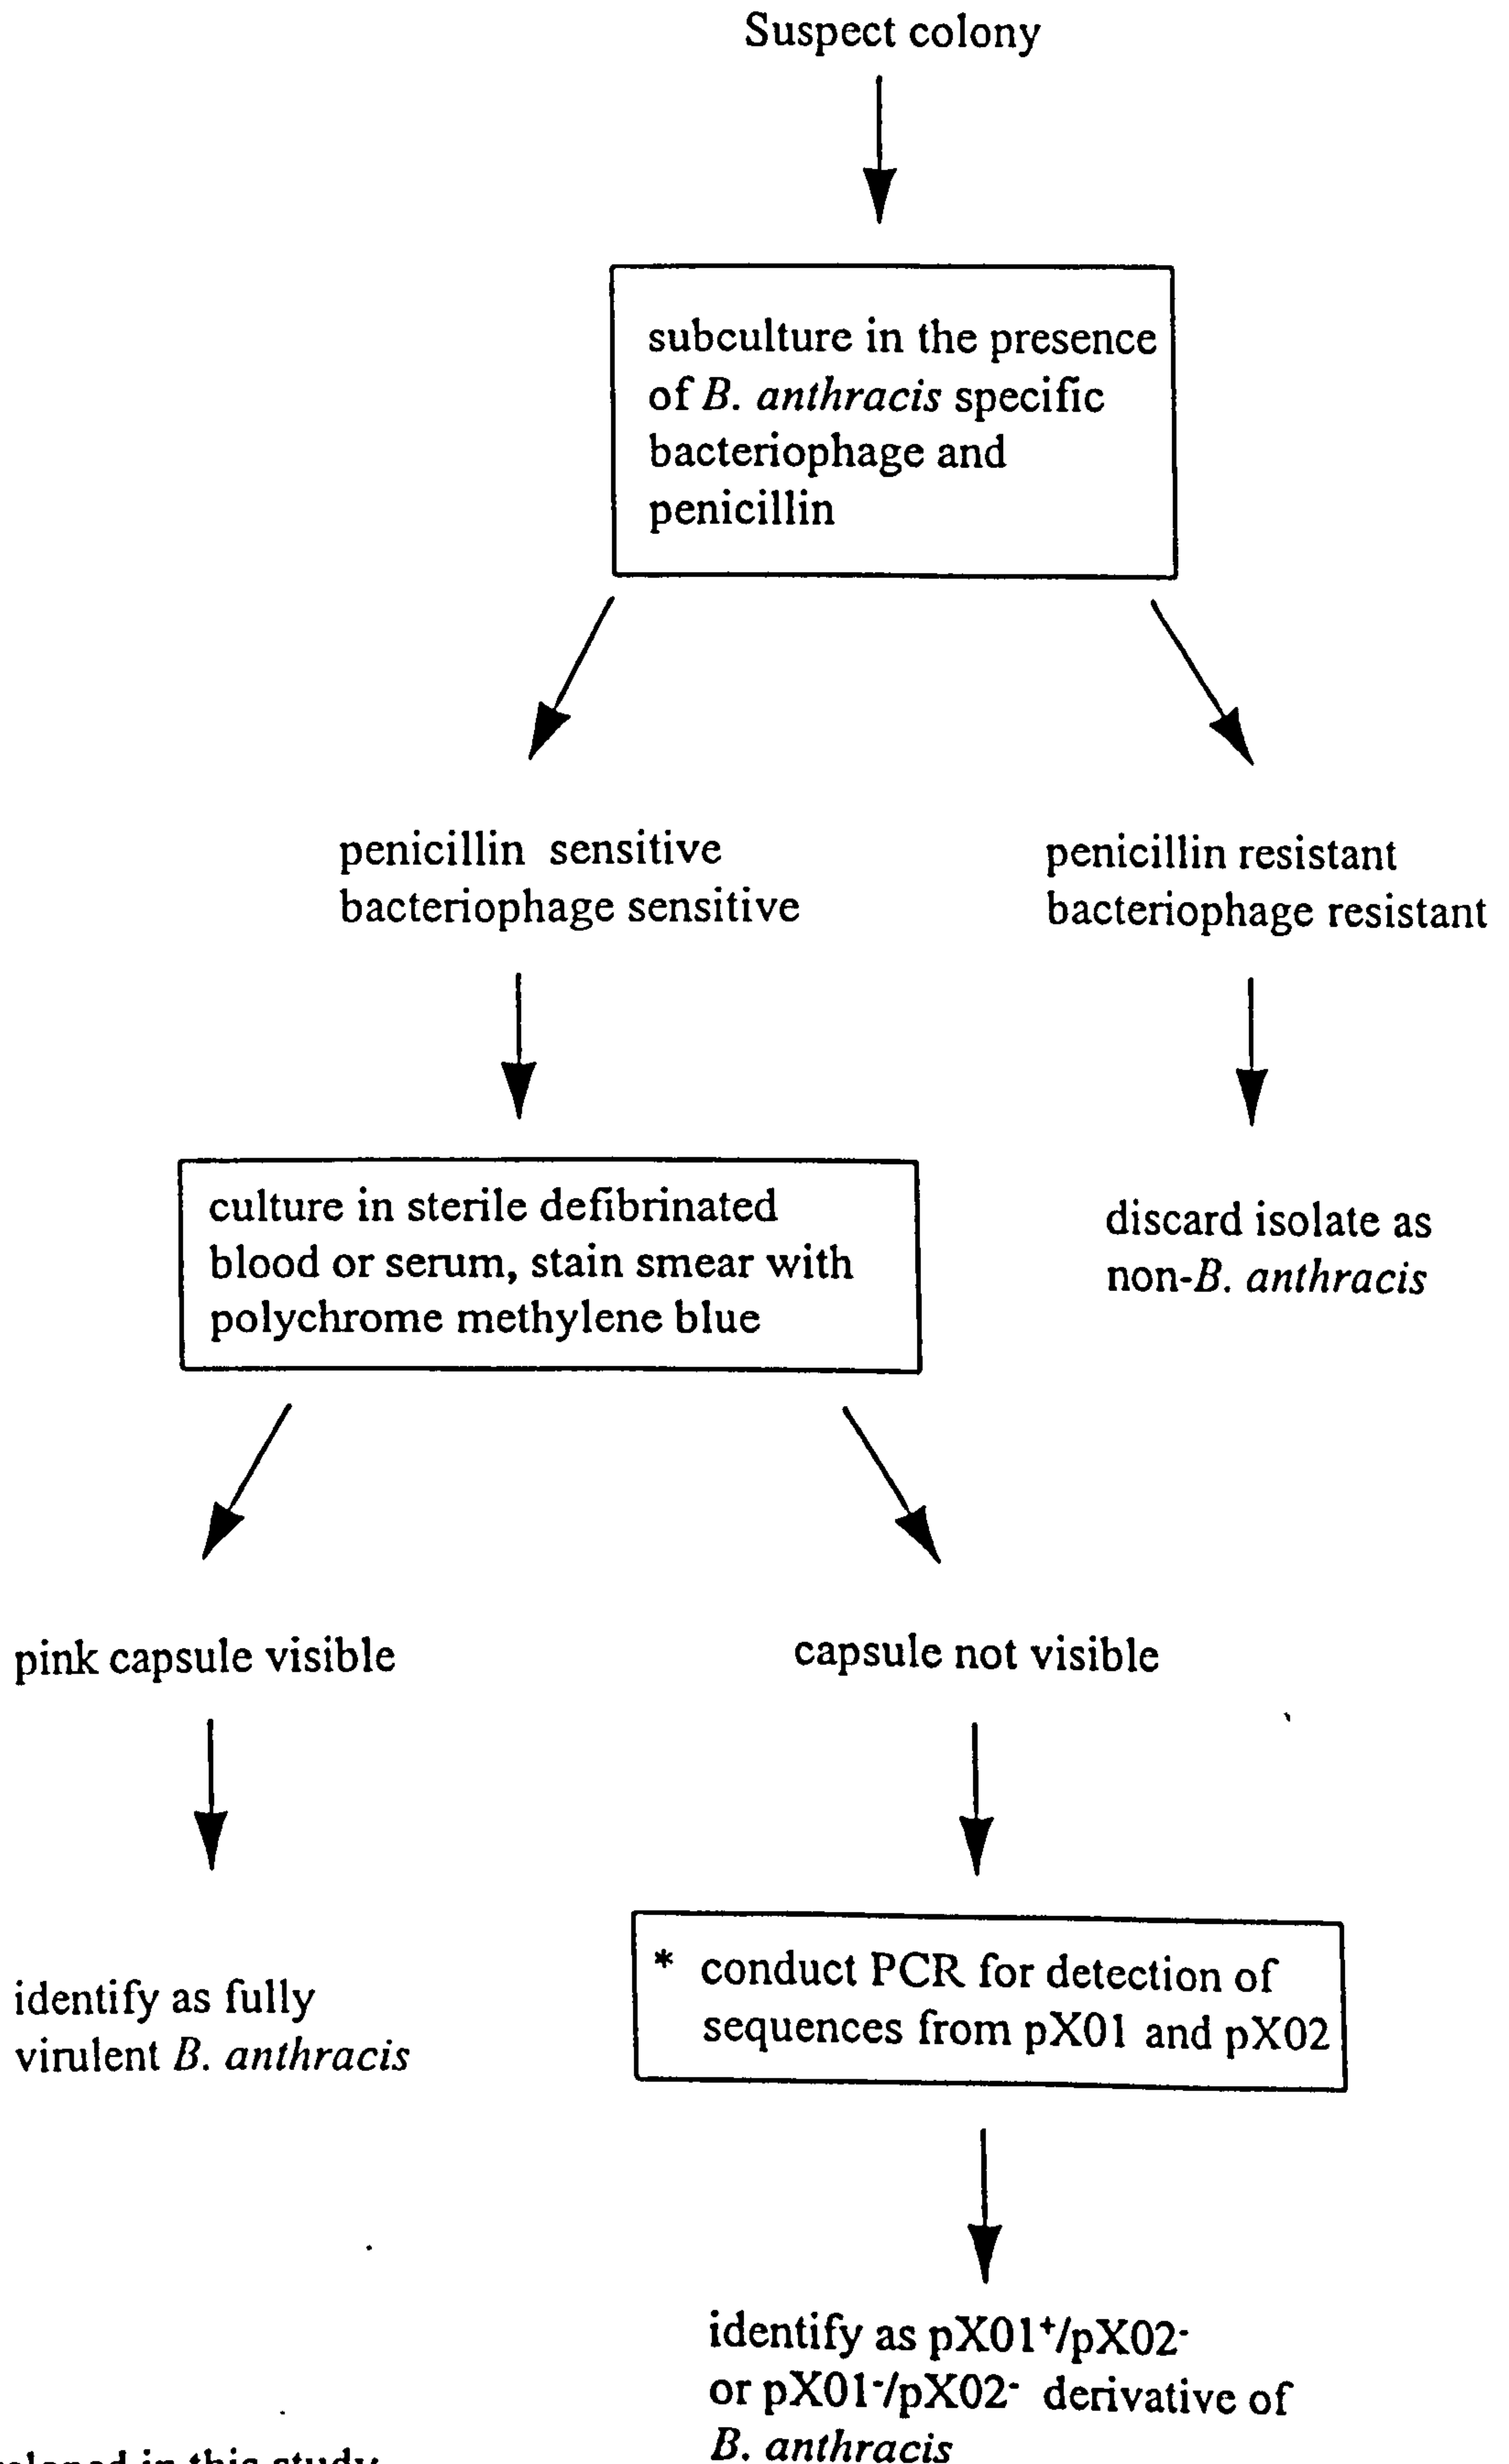 Suspect colony
subculture in the presence
of B. anthracis specific
bacteriophage and
penicillin
penicillin sensitive
bacteriophage sensitive
penicillin resistant
bacteriophage resistant
culture in sterile defibrinated
blood or serum, stain smear with
polychrome methylene blue
discard isolate as
non-B. anthracis
pink capsule visible
capsule not visible
identify as fully
virulent B. anthracis
* conduct PCR for detection of
sequences from pX01 and pX02
identify as pX01⁺/pX02⁻
or pX01⁻/pX02⁻ derivative of
B. anthracis
in this study